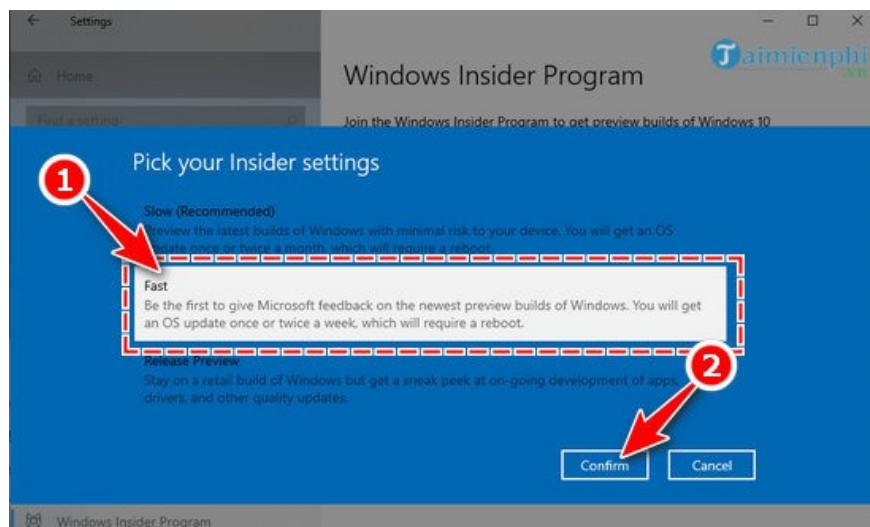 Settings
Taimienphi
.vn
Home
Windows Insider Program
Find a setting
Join the Windows Insider Program to get preview builds of Windows 10
Pick your Insider settings
1
Slow (Recommended)
Preview the latest builds of Windows with minimal risk to your device. You will get an OS
update once or twice a month, which will require a reboot.
Fast
Be the first to give Microsoft feedback on the newest preview builds of Windows. You will get
an OS update once or twice a week, which will require a reboot.
Release Preview
2
Stay on a retail build of Windows but get a sneak peek at on-going development of apps,
drivers, and other quality updates.
Confirm
Cancel
Windows Insider Program